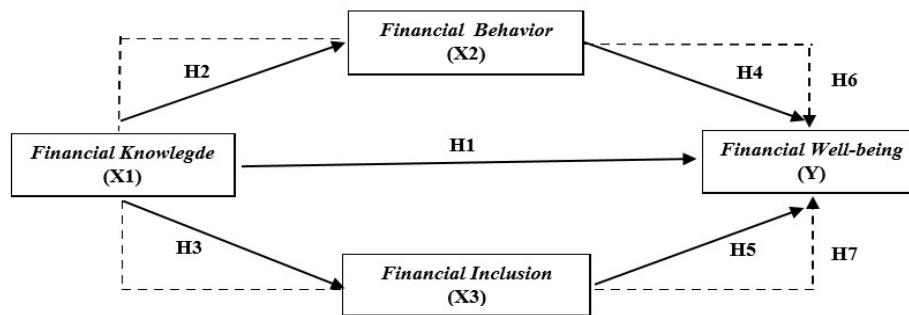 Financial Behavior
(X2)
H2
H4
H6
Financial Knowlegde
(X1)
H1
Financial Well-being
(Y)
H3
Financial Inclusion
(X3)
H5
H7